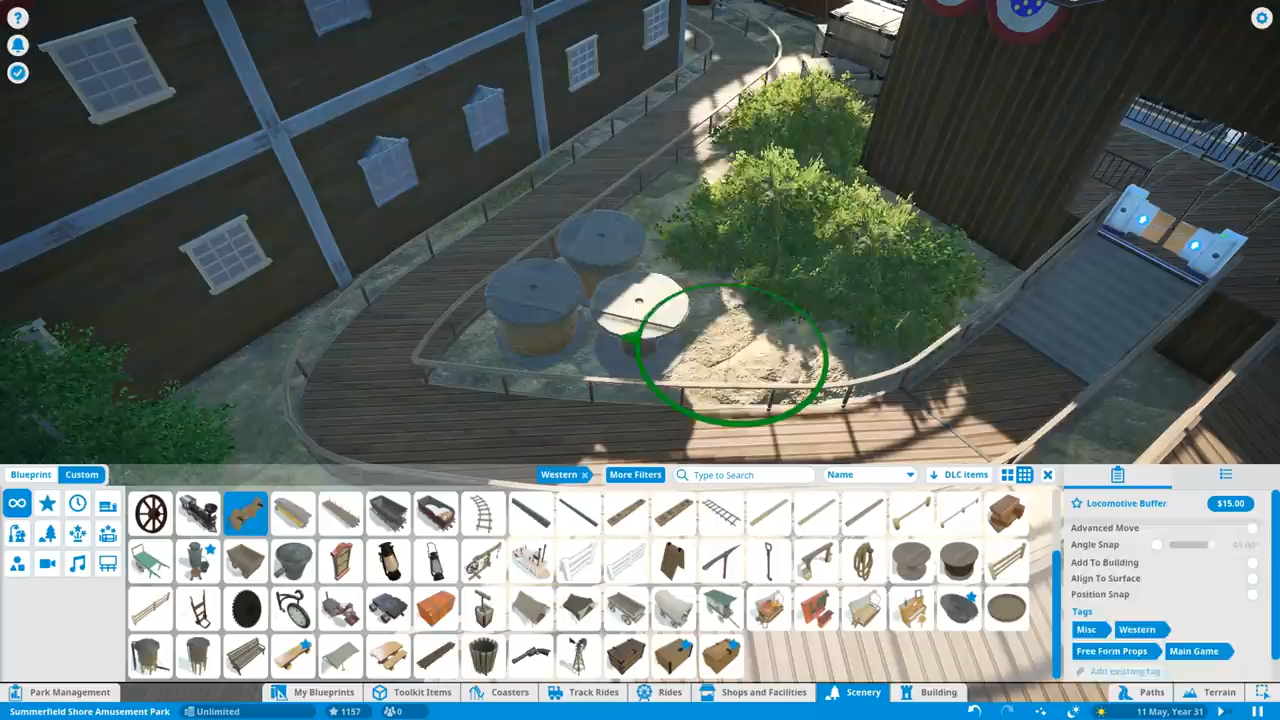 ?
Blueprint
Custom
Western
More Filters
Type to Search
Name
DLC items
Locomotive Buffer
$15.00
Advanced Move
Angle Snap
45.00°
Add To Building
Align To Surface
Position Snap
Tags
Misc
Western
Free Form Props
Main Game
Add existing tag
Park Management
My Blueprints
Toolkit Items
Coasters
Track Rides
Rides
Shops and Facilities
Scenery
Building
Paths
Terrain
Summerfield Shore Amusement Park
Unlimited
1157
0
11 May, Year 31